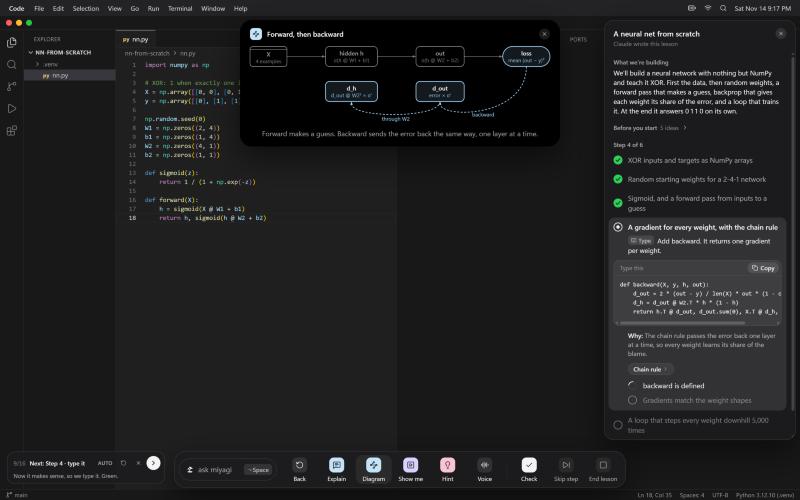 Code File Edit Selection View Go Run Terminal Window Help
Sat Nov 14 9:17 PM
EXPLORER
NN-FROM-SCRATCH
.venv
nn.py
nn.py
nn-from-scratch > nn.py
PORTS
1 import numpy as np
2
3 # XOR: 1 when exactly one i
4 X = np.array([[0, 0], [0, 1
5 y = np.array([[0], [1], [1
6
7 np.random.seed(0)
8 W1 = np.zeros((2, 4))
9 b1 = np.zeros((1, 4))
10 W2 = np.zeros((4, 1))
11 b2 = np.zeros((1, 1))
12
13 def sigmoid(z):
14 return 1 / (1 + np.exp(-z))
15
16 def forward(X):
17 h = sigmoid(X @ W1 + b1)
18 return h, sigmoid(h @ W2 + b2)
Forward, then backward
X
4 examples
hidden h
σ(X @ W1 + b1)
out
σ(h @ W2 + b2)
loss
mean (out − y)²
d_h
d_out @ W2ᵀ × σ'
d_out
error × σ'
through W2
backward
Forward makes a guess. Backward sends the error back the same way, one layer at a time.
A neural net from scratch
Claude wrote this lesson
What we're building
We'll build a neural network with nothing but NumPy
and teach it XOR. First the data, then random weights, a
forward pass that makes a guess, backprop that gives
each weight its share of the error, and a loop that trains
it. At the end it answers 0 1 1 0 on its own.
Before you start 5 ideas
Step 4 of 6
XOR inputs and targets as NumPy arrays
Random starting weights for a 2-4-1 network
Sigmoid, and a forward pass from inputs to a
guess
A gradient for every weight, with the chain rule
Type Add backward. It returns one gradient
per weight.
Type this
Copy
def backward(X, y, h, out):
d_out = 2 * (out - y) / len(X) * out * (1 - o
d_h = d_out @ W2.T * h * (1 - h)
return h.T @ d_out, d_out.sum(0), X.T @ d_h,
Why: The chain rule passes the error back one layer
at a time, so every weight learns its share of the
blame.
Chain rule
backward is defined
Gradients match the weight shapes
A loop that steps every weight downhill 5,000
times
9/16 Next: Step 4 · type it AUTO
Now it makes sense, so we type it. Green.
ask miyagi
Space
Back
Explain
Diagram
Show me
Hint
Voice
Check
Skip step
End lesson
main
Ln 18, Col 35 Spaces: 4 UTF-8 Python 3.12.10 (.venv)